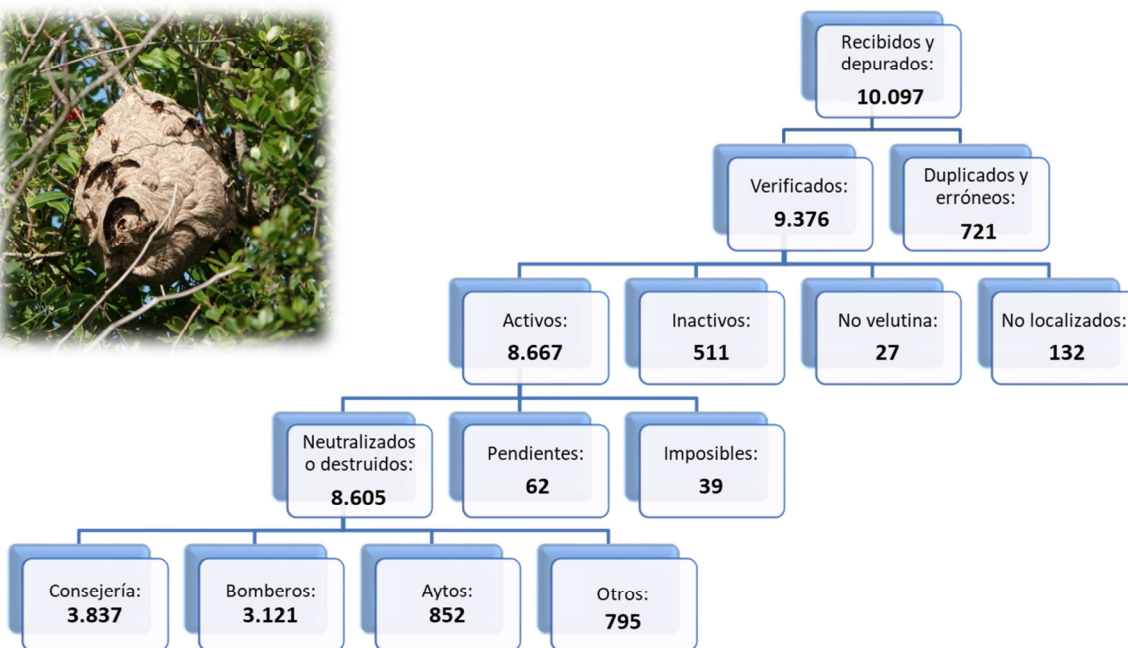 Recibidos y
depurados:
10.097
Verificados:
9.376
Duplicados y
erróneos:
721
Activos:
8.667
Inactivos:
511
No velutina:
27
No localizados:
132
Neutralizados
o destruidos:
8.605
Pendientes:
62
Imposibles:
39
Consejería:
3.837
Bomberos:
3.121
Aytos:
852
Otros:
795